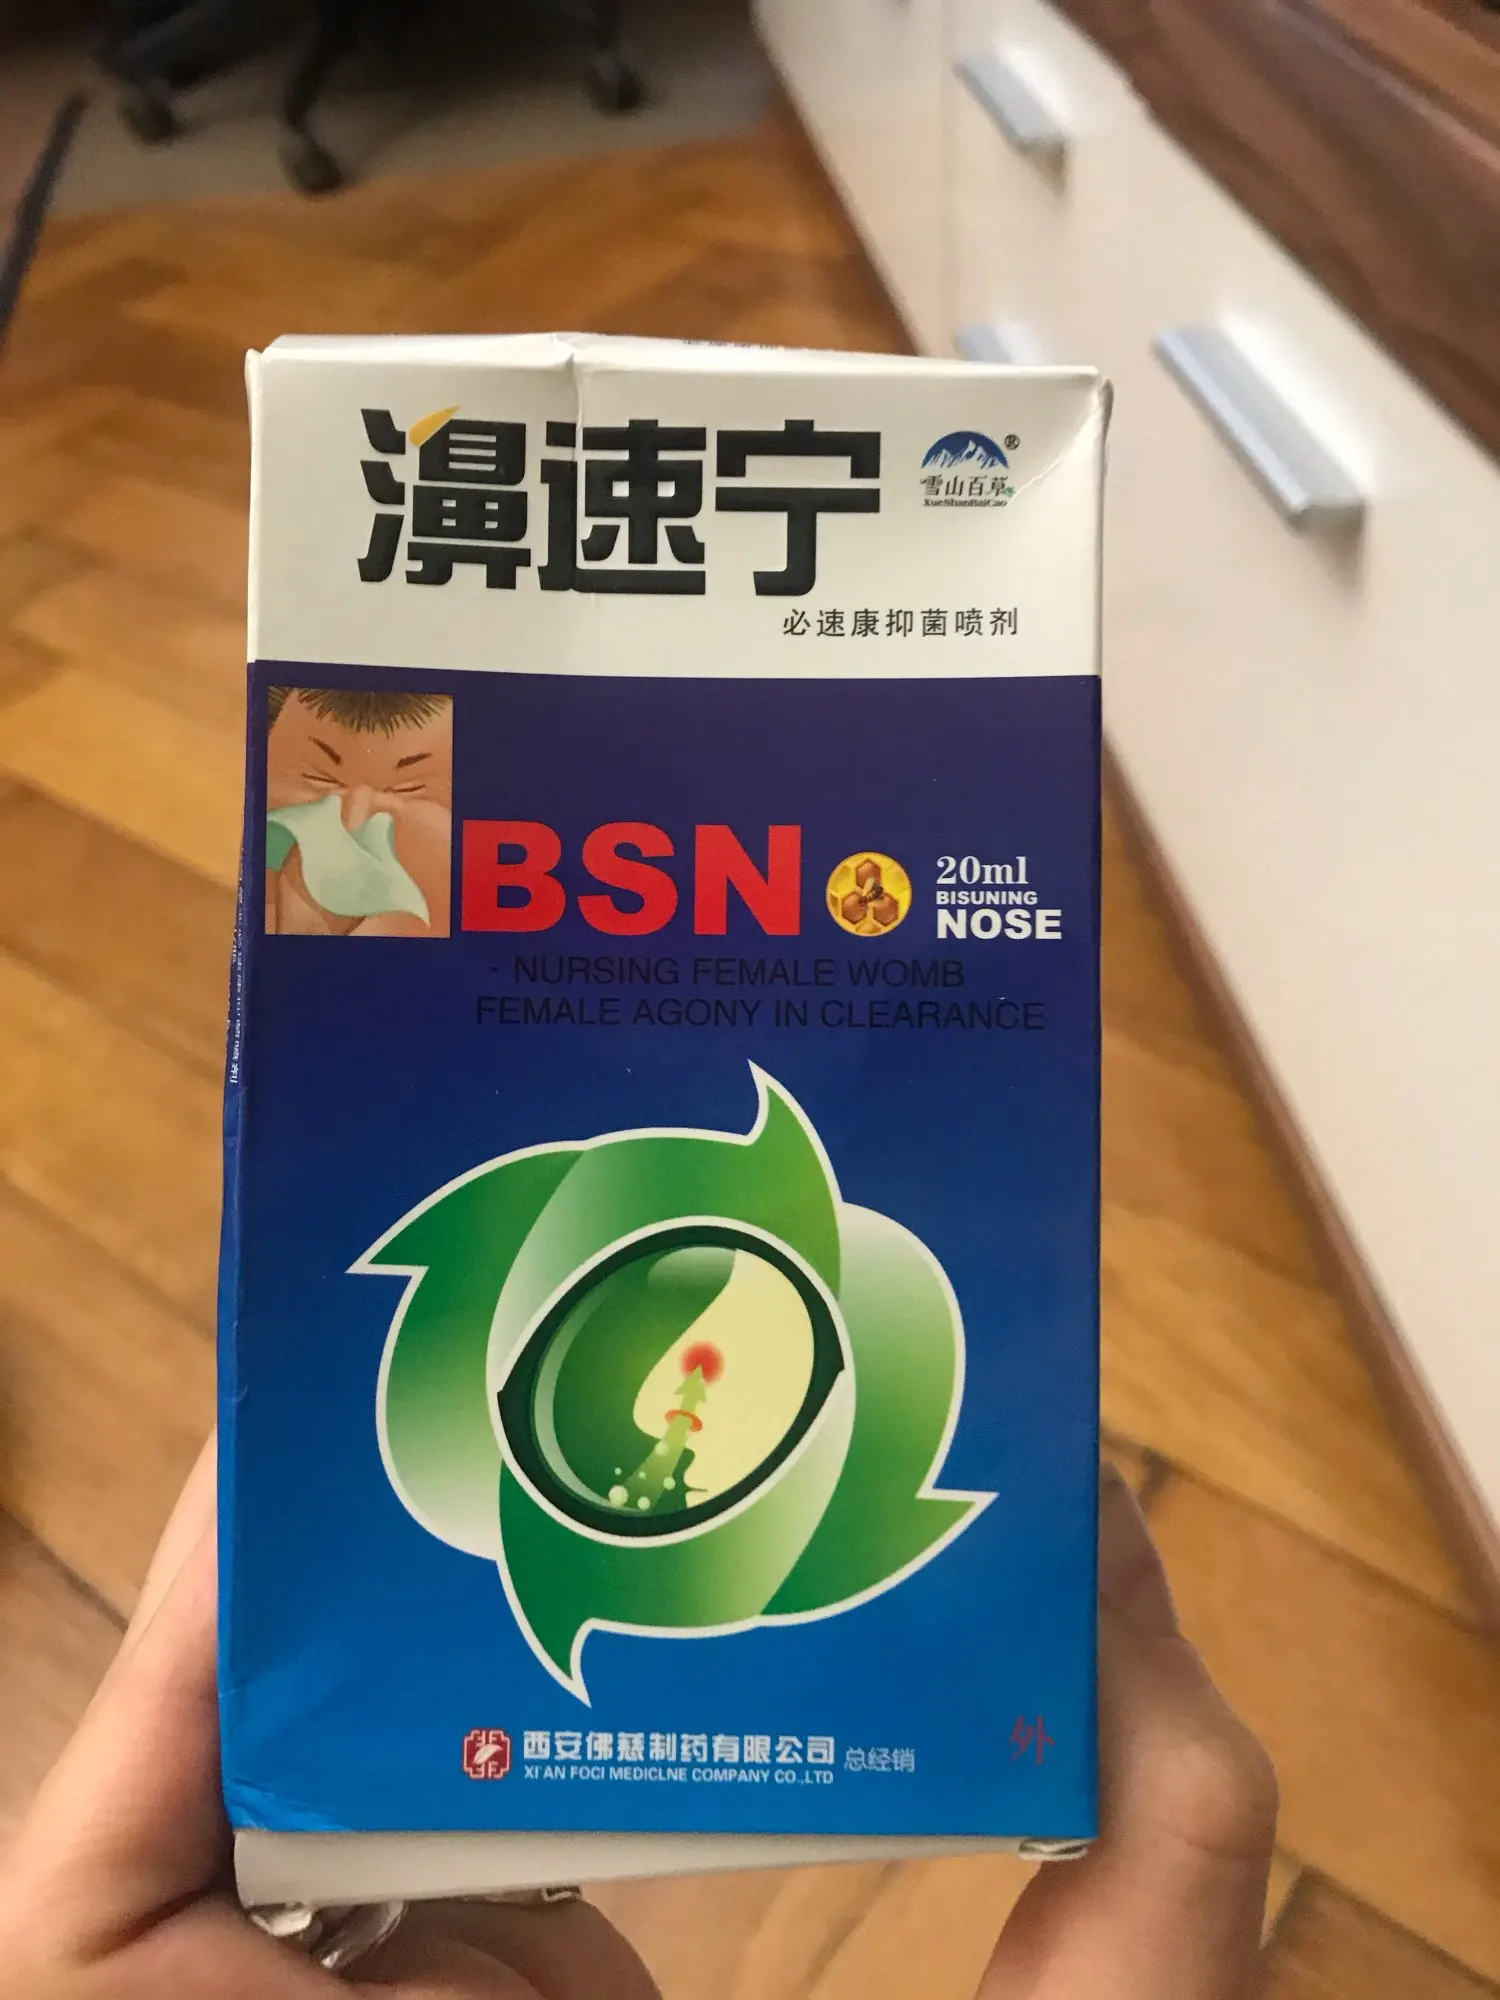 濞速宁
®
雪山百草
XueShanBaiCao
必速康抑菌喷剂
BSN
20ml
BISUNING
NOSE
· NURSING FEMALE WOMB
FEMALE AGONY IN CLEARANCE
西安佛慈制药有限公司 总经销
XI'AN FOCI MEDICLNE COMPANY CO.,LTD
外